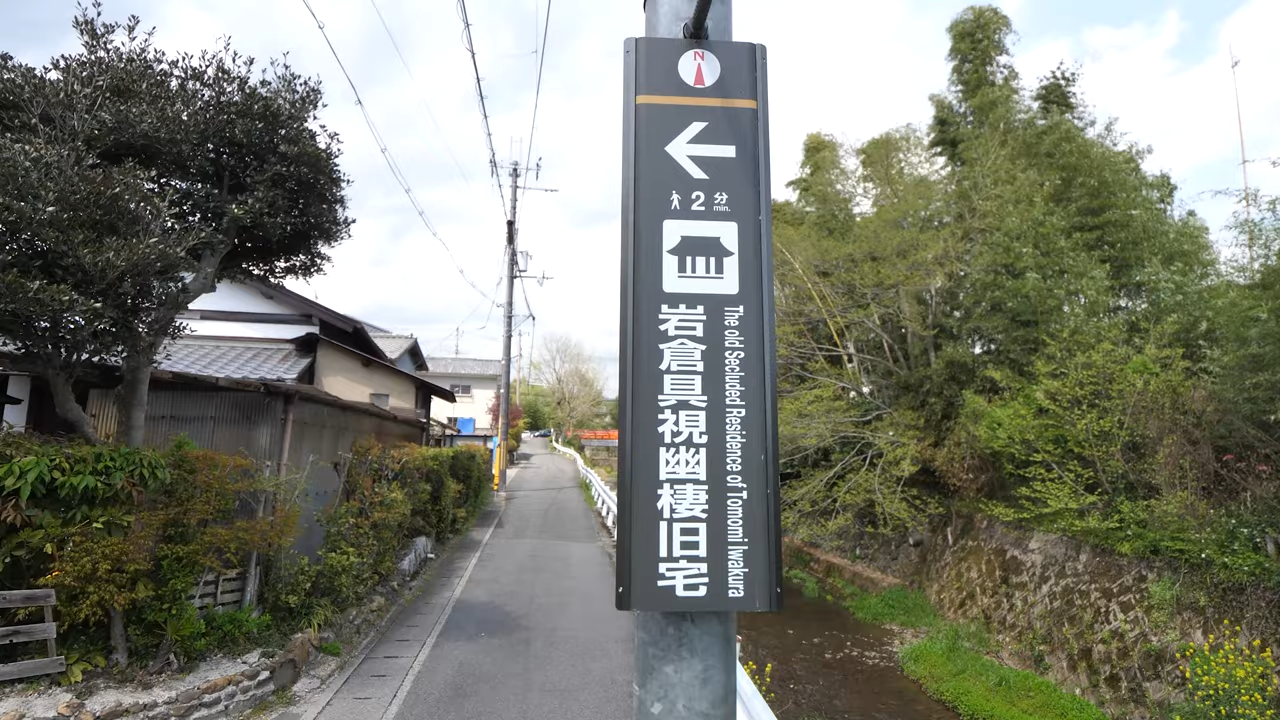 N
2 分
min.
岩倉具視幽棲旧宅
The old Secluded Residence of Tomomi Iwakura